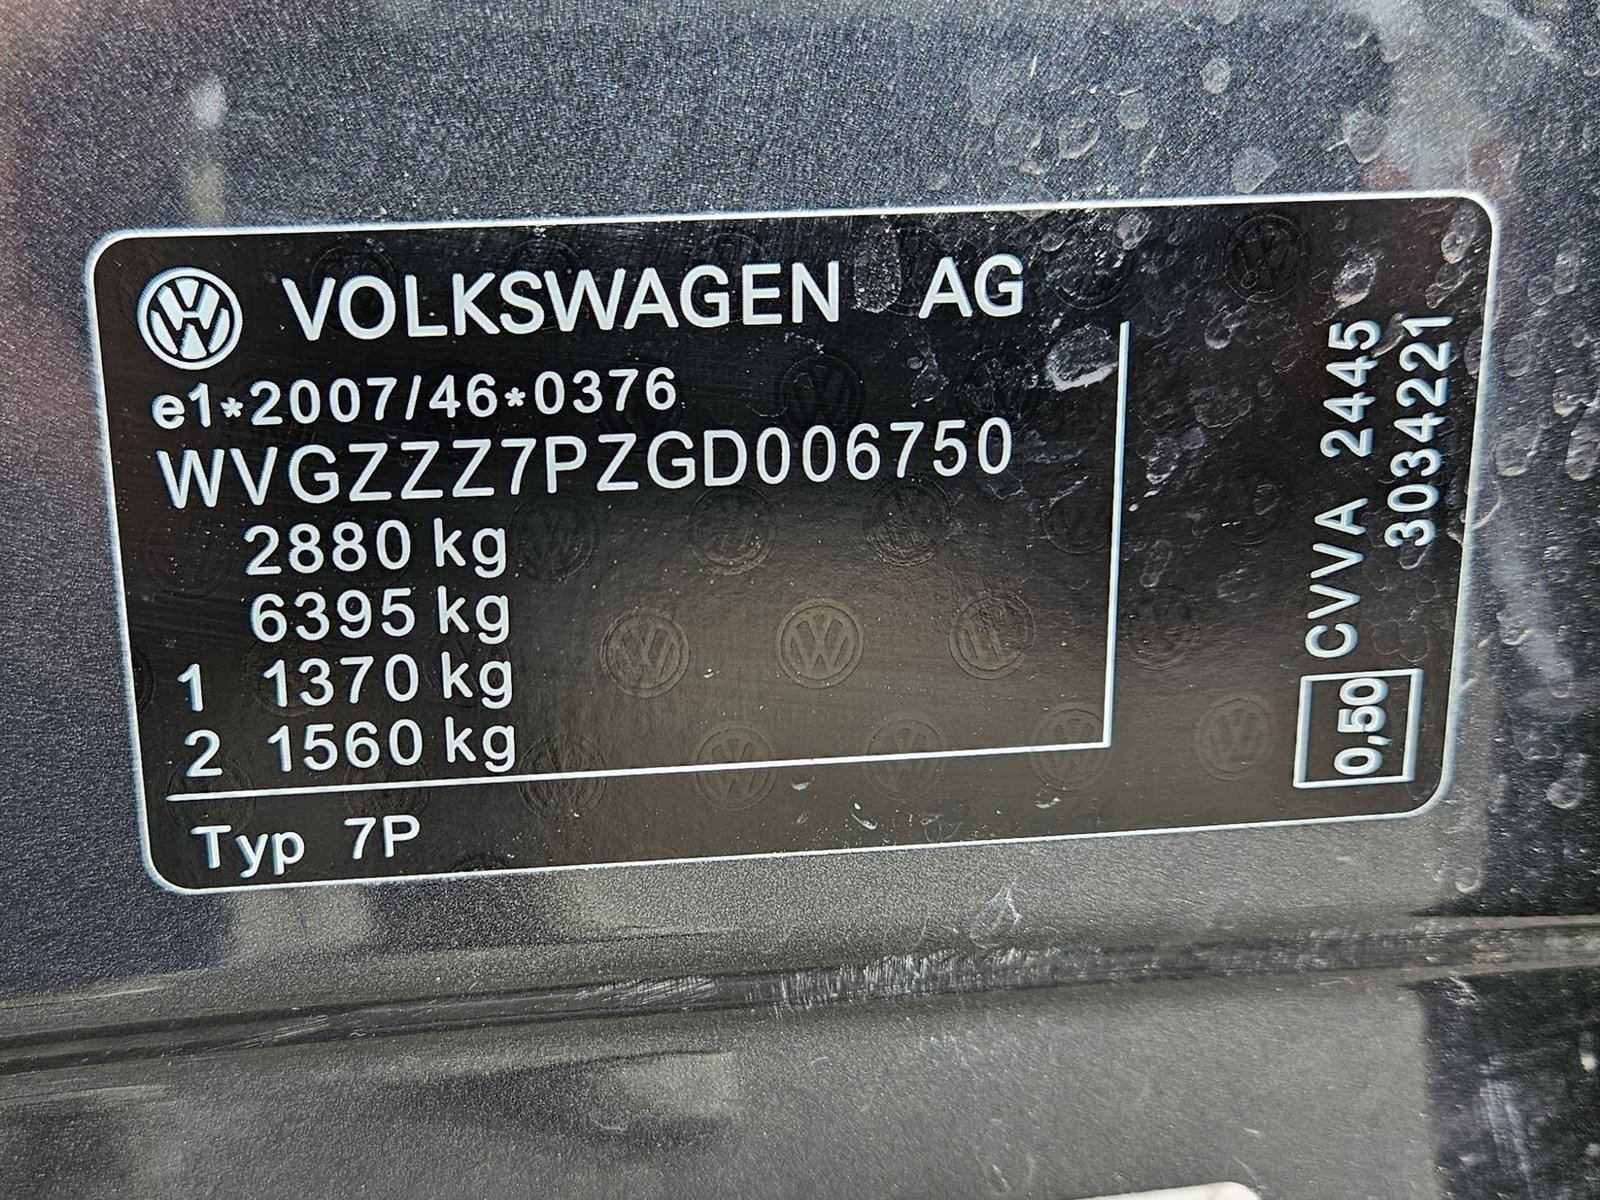 VOLKSWAGEN AG
e1*2007/46*0376
WVGZZZ7PZGD006750
2880 kg
6395 kg
1 1370 kg
2 1560 kg
Typ 7P
CVVA 2445
3034221
0,50